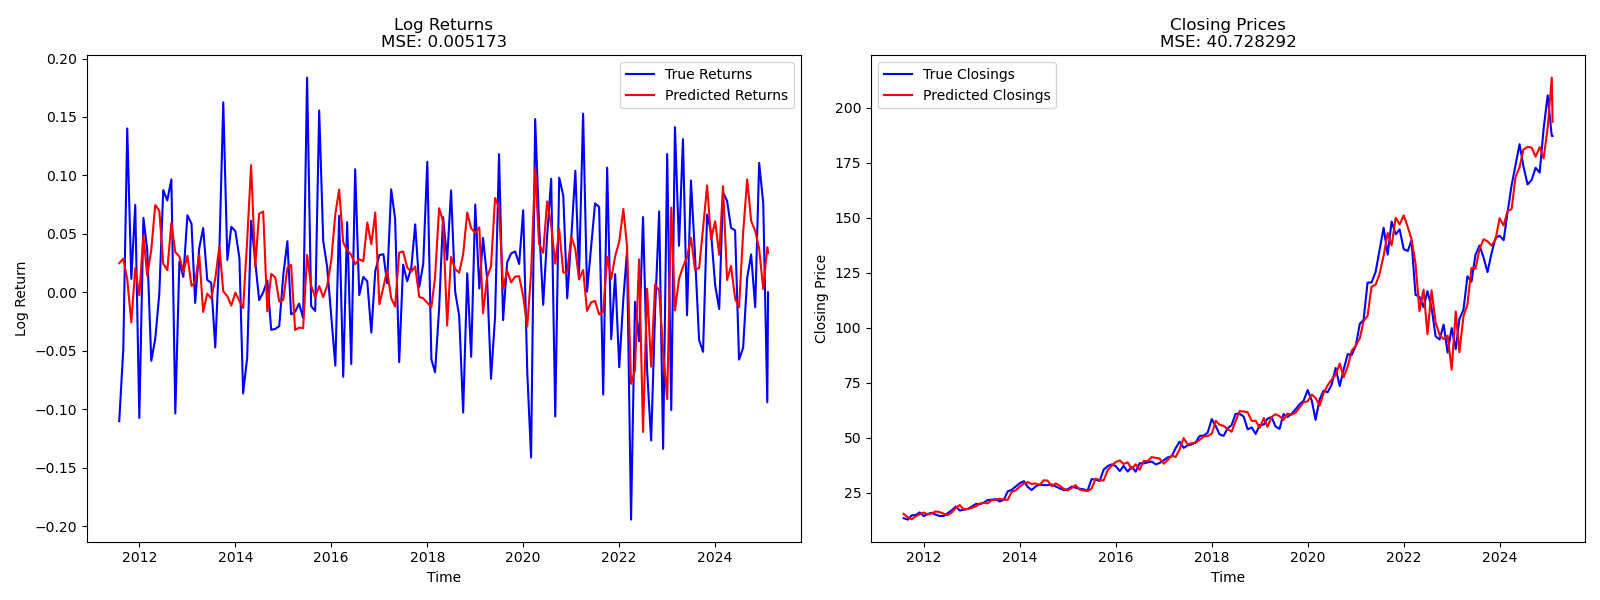 Log Returns
MSE: 0.005173
True Returns
Predicted Returns
0.20
0.15
0.10
0.05
0.00
−0.05
−0.10
−0.15
−0.20
Log Return
2012 2014 2016 2018 2020 2022 2024
Time
Closing Prices
MSE: 40.728292
True Closings
Predicted Closings
200
175
150
125
100
75
50
25
Closing Price
2012 2014 2016 2018 2020 2022 2024
Time